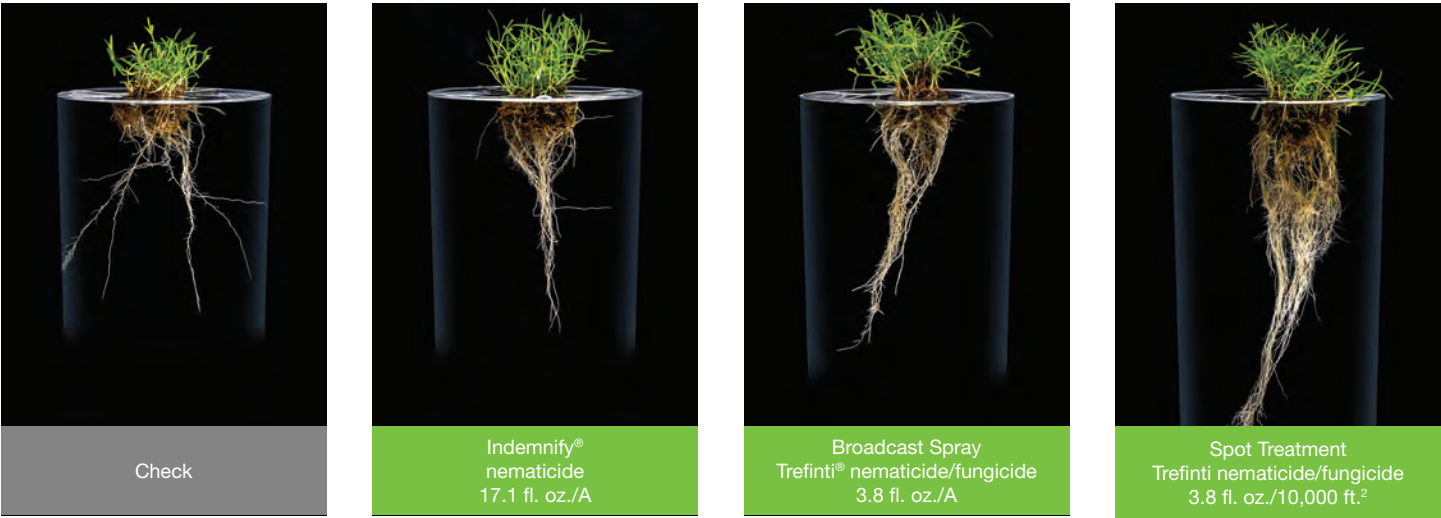 Check
Indemnify®
nematicide
17.1 fl. oz./A
Broadcast Spray
Trefinti® nematicide/fungicide
3.8 fl. oz./A
Spot Treatment
Trefinti nematicide/fungicide
3.8 fl. oz./10,000 ft.²